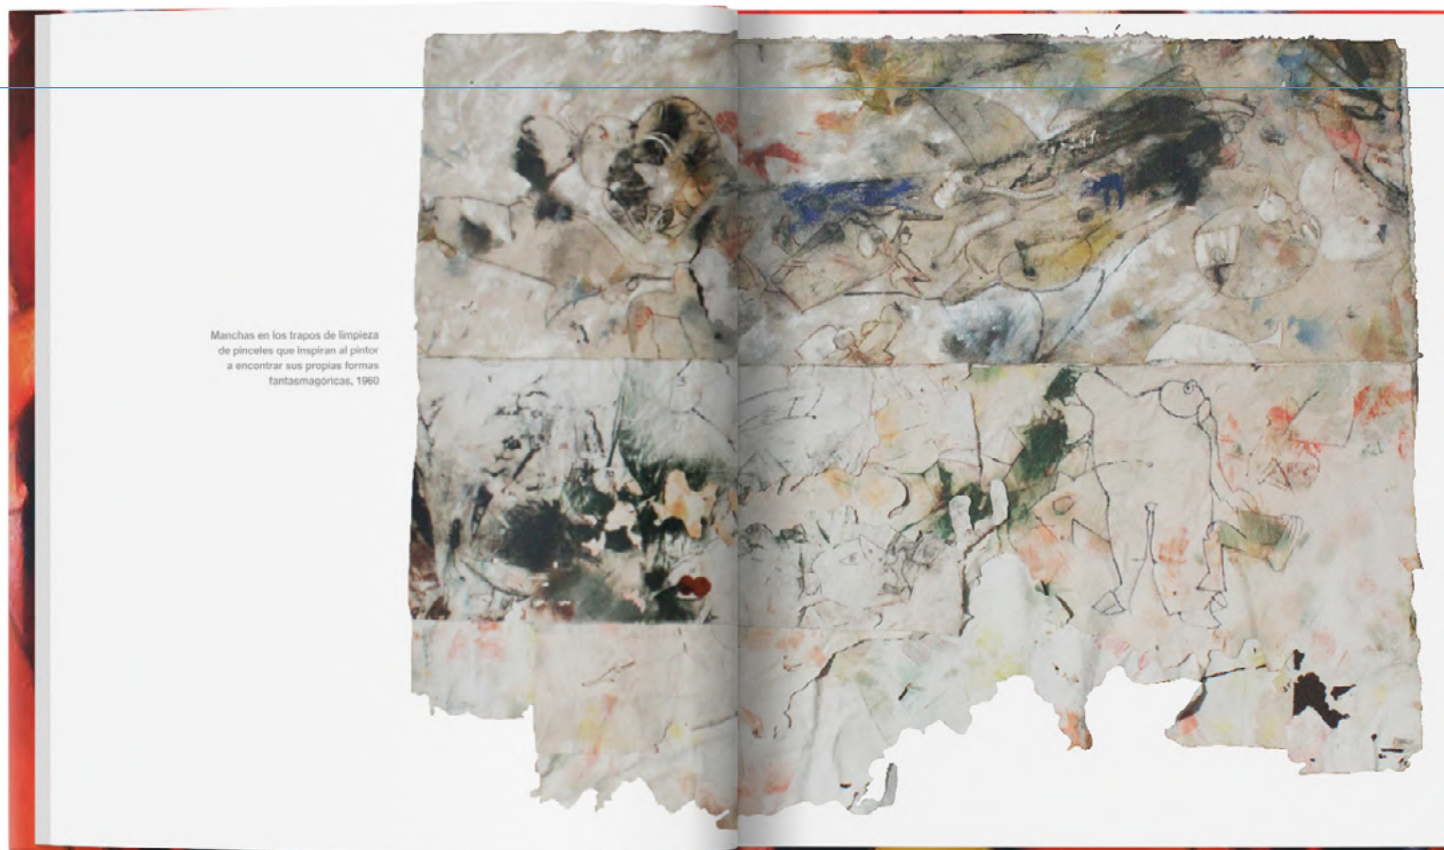 Manchas en los trapos de limpieza
de pinceles que inspiran al pintor
a encontrar sus propias formas
fantasmagóricas, 1960